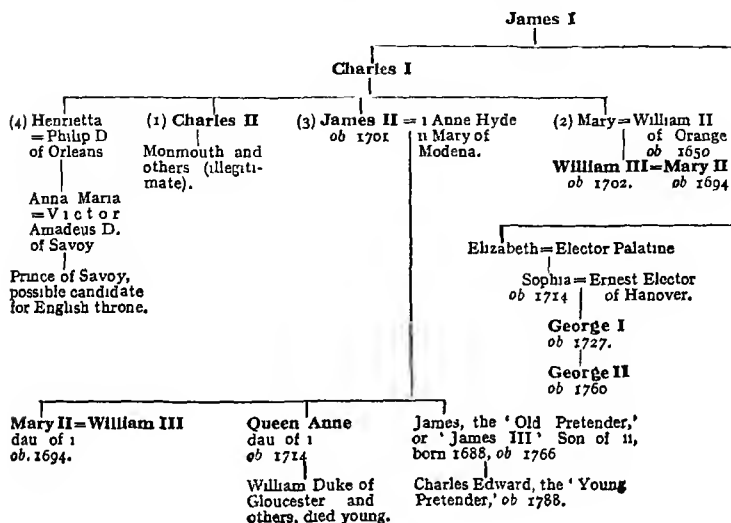 James I
Charles I
(4) Henrietta
=Philip D
of Orleans
(1) Charles II
Monmouth and
others (illegiti-
mate).
(3) James II = 1 Anne Hyde
ob 1701 11 Mary of
Modena.
(2) Mary=William II
of Orange
ob 1650
William III=Mary II
ob 1702. ob 1694
Anna Maria
=Victor
Amadeus D.
of Savoy
Prince of Savoy,
possible candidate
for English throne.
Elizabeth=Elector Palatine
Sophia=Ernest Elector
ob 1714 of Hanover.
George I
ob 1727.
George II
ob 1760
Mary II=William III
dau of 1
ob. 1694.
Queen Anne
dau of 1
ob 1714
William Duke of
Gloucester and
others, died young.
James, the ‘Old Pretender,’
or ‘James III’ Son of 11,
born 1688, ob 1766
Charles Edward, the ‘Young
Pretender,’ ob 1788.